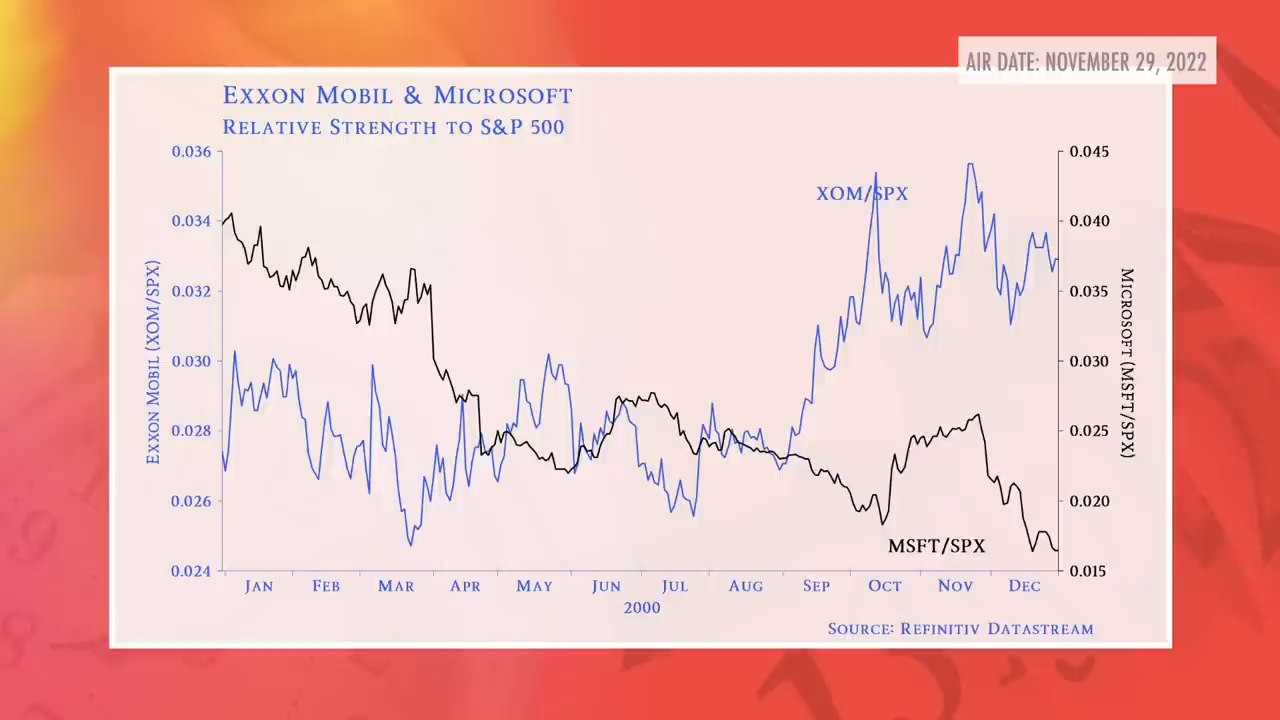 AIR DATE: NOVEMBER 29, 2022
EXXON MOBIL & MICROSOFT
RELATIVE STRENGTH TO S&P 500
0.036
0.034
0.032
0.030
0.028
0.026
0.024
EXXON MOBIL (XOM/SPX)
XOM/SPX
MSFT/SPX
0.045
0.040
0.035
0.030
0.025
0.020
0.015
MICROSOFT (MSFT/SPX)
JAN FEB MAR APR MAY JUN JUL AUG SEP OCT NOV DEC
2000
SOURCE: REFINITIV DATASTREAM